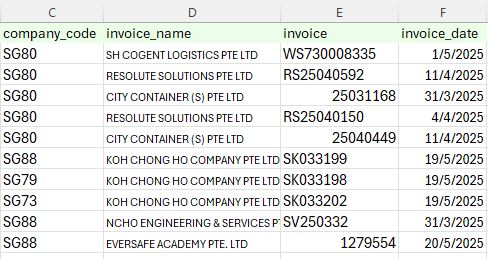 C D E F
company_code invoice_name invoice invoice_date
SG80 SH COGENT LOGISTICS PTE LTD WS730008335 1/5/2025
SG80 RESOLUTE SOLUTIONS PTE LTD RS25040592 11/4/2025
SG80 CITY CONTAINER (S) PTE LTD 25031168 31/3/2025
SG80 RESOLUTE SOLUTIONS PTE LTD RS25040150 4/4/2025
SG80 CITY CONTAINER (S) PTE LTD 25040449 11/4/2025
SG88 KOH CHONG HO COMPANY PTE LTD SK033199 19/5/2025
SG79 KOH CHONG HO COMPANY PTE LTD SK033198 19/5/2025
SG73 KOH CHONG HO COMPANY PTE LTD SK033202 19/5/2025
SG88 NCHO ENGINEERING & SERVICES SV250332 31/3/2025
SG88 EVERSAFE ACADEMY PTE. LTD 1279554 20/5/2025